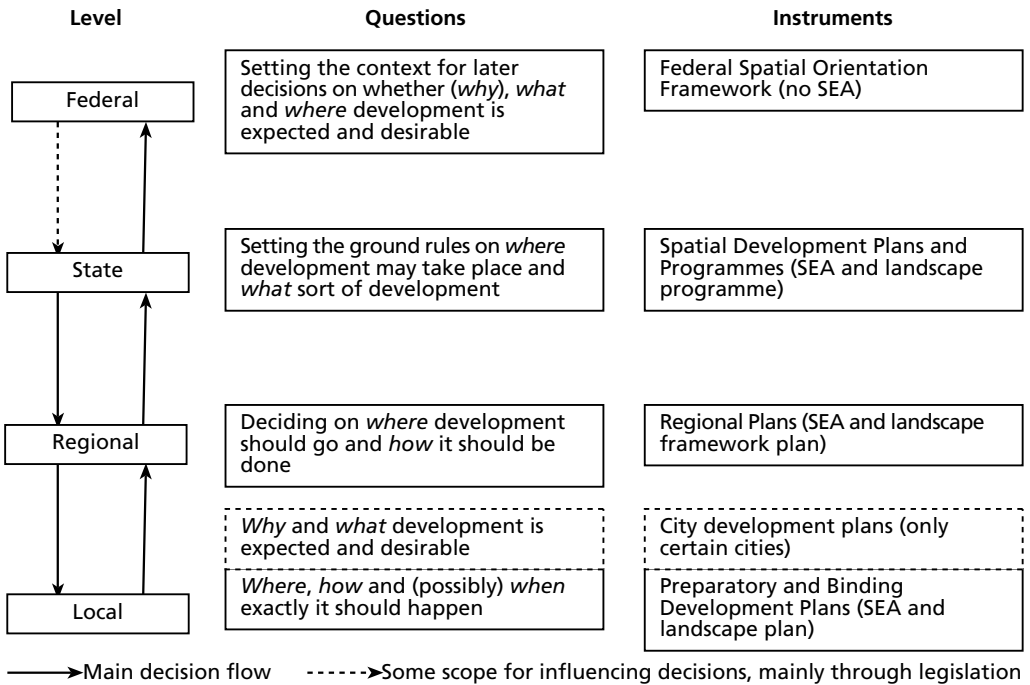 Level Questions Instruments
Federal
Setting the context for later
decisions on whether (why), what
and where development is
expected and desirable
Federal Spatial Orientation
Framework (no SEA)
State
Setting the ground rules on where
development may take place and
what sort of development
Spatial Development Plans and
Programmes (SEA and landscape
programme)
Regional
Deciding on where development
should go and how it should be
done
Regional Plans (SEA and landscape
framework plan)
Why and what development is
expected and desirable
City development plans (only
certain cities)
Local
Where, how and (possibly) when
exactly it should happen
Preparatory and Binding
Development Plans (SEA and
landscape plan)
Main decision flow Some scope for influencing decisions, mainly through legislation